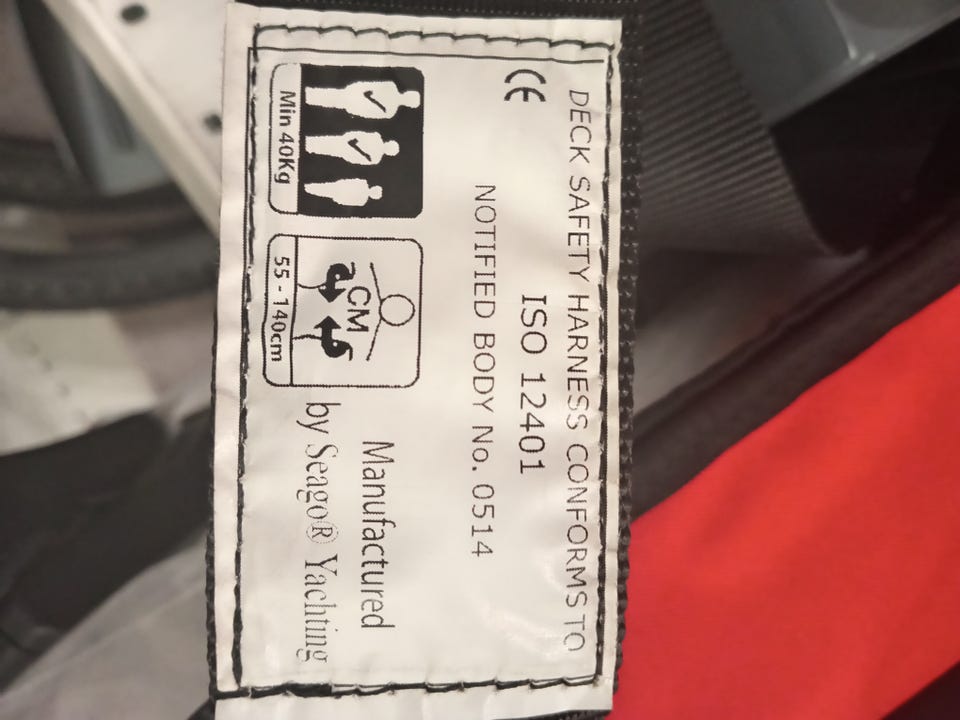 DECK SAFETY HARNESS CONFORMS TO
CE
ISO 12401
NOTIFIED BODY No. 0514
Min 40Kg
CM
55 - 140cm
Manufactured
by Seago® Yachting